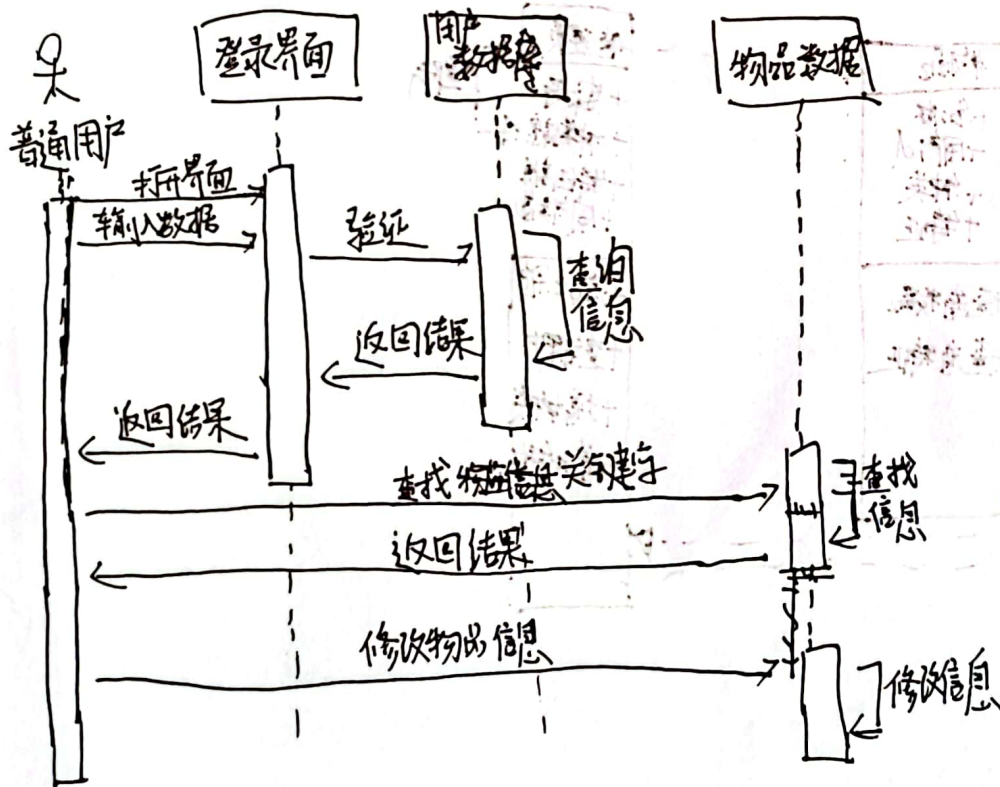 登录界面
用户
数据库
物品数据
普通用户
打开界面
输入数据
验证
查询
信息
返回结果
返回结果
查找物品信息关键字
查找
信息
返回结果
修改物品信息
修改信息